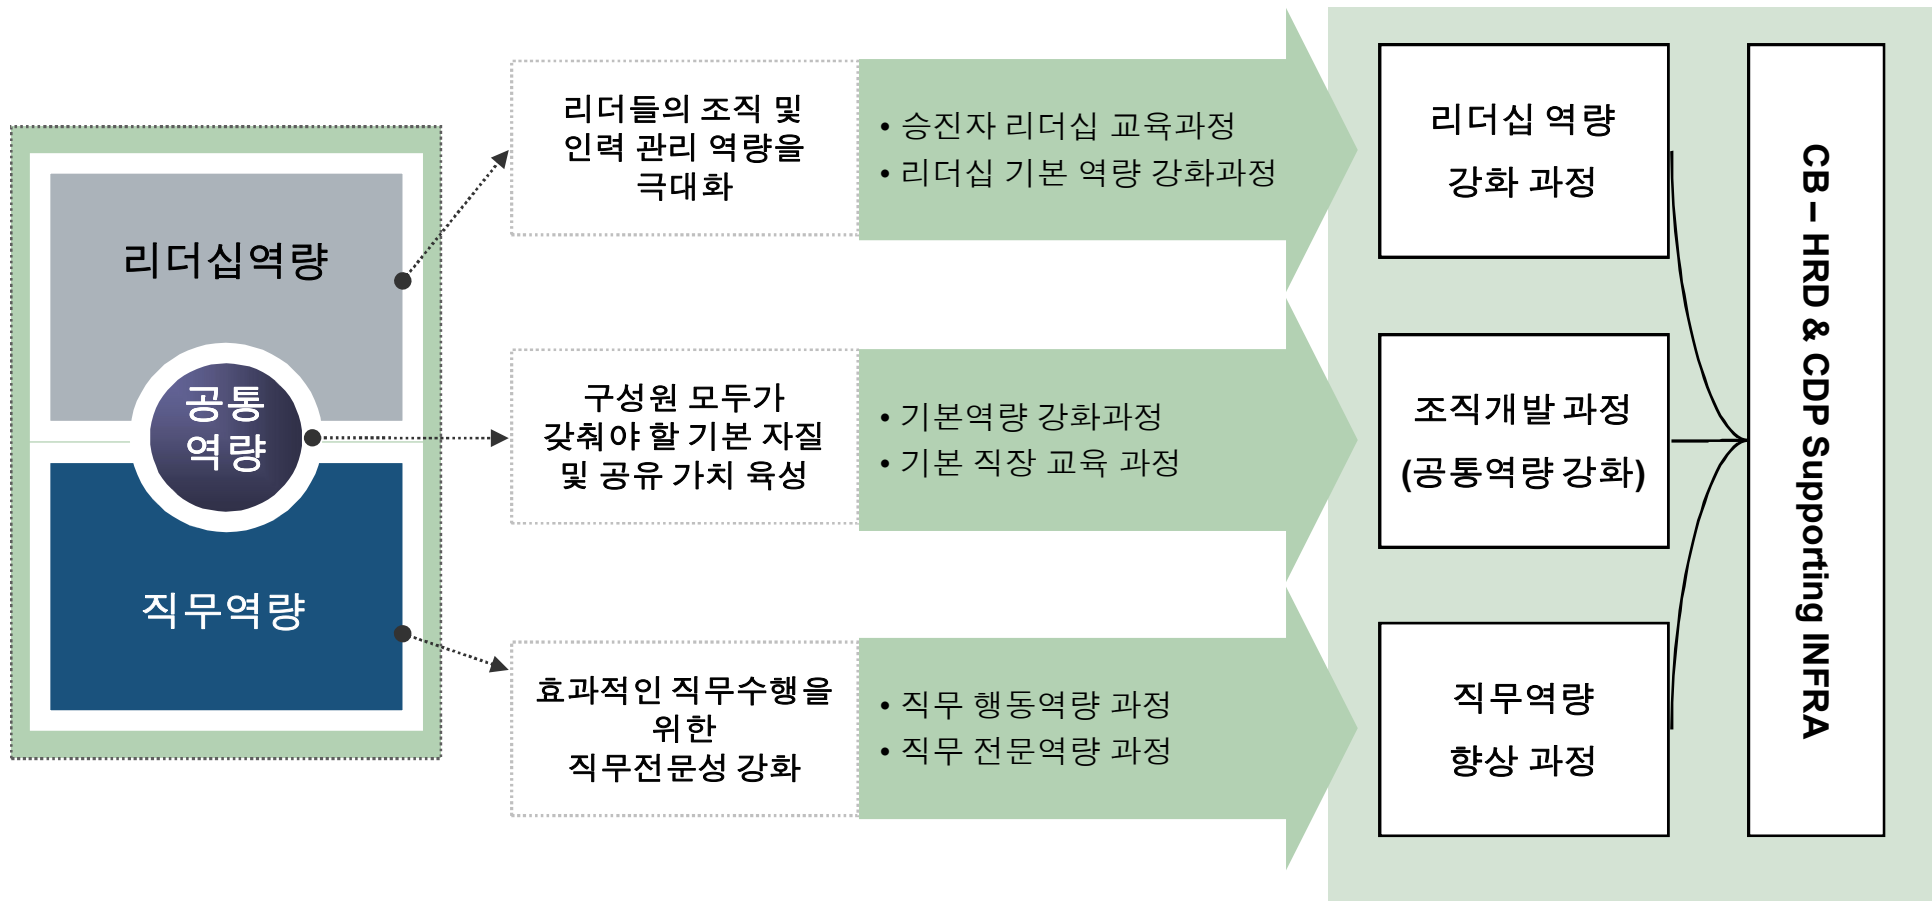 리더십역량
공통
역량
직무역량
리더들의 조직 및
인력 관리 역량을
극대화
• 승진자 리더십 교육과정
• 리더십 기본 역량 강화과정
리더십 역량
강화 과정
구성원 모두가
갖춰야 할 기본 자질
및 공유 가치 육성
• 기본역량 강화과정
• 기본 직장 교육 과정
조직개발 과정
(공통역량 강화)
효과적인 직무수행을
위한
직무전문성 강화
• 직무 행동역량 과정
• 직무 전문역량 과정
직무역량
향상 과정
CB – HRD & CDP Supporting INFRA